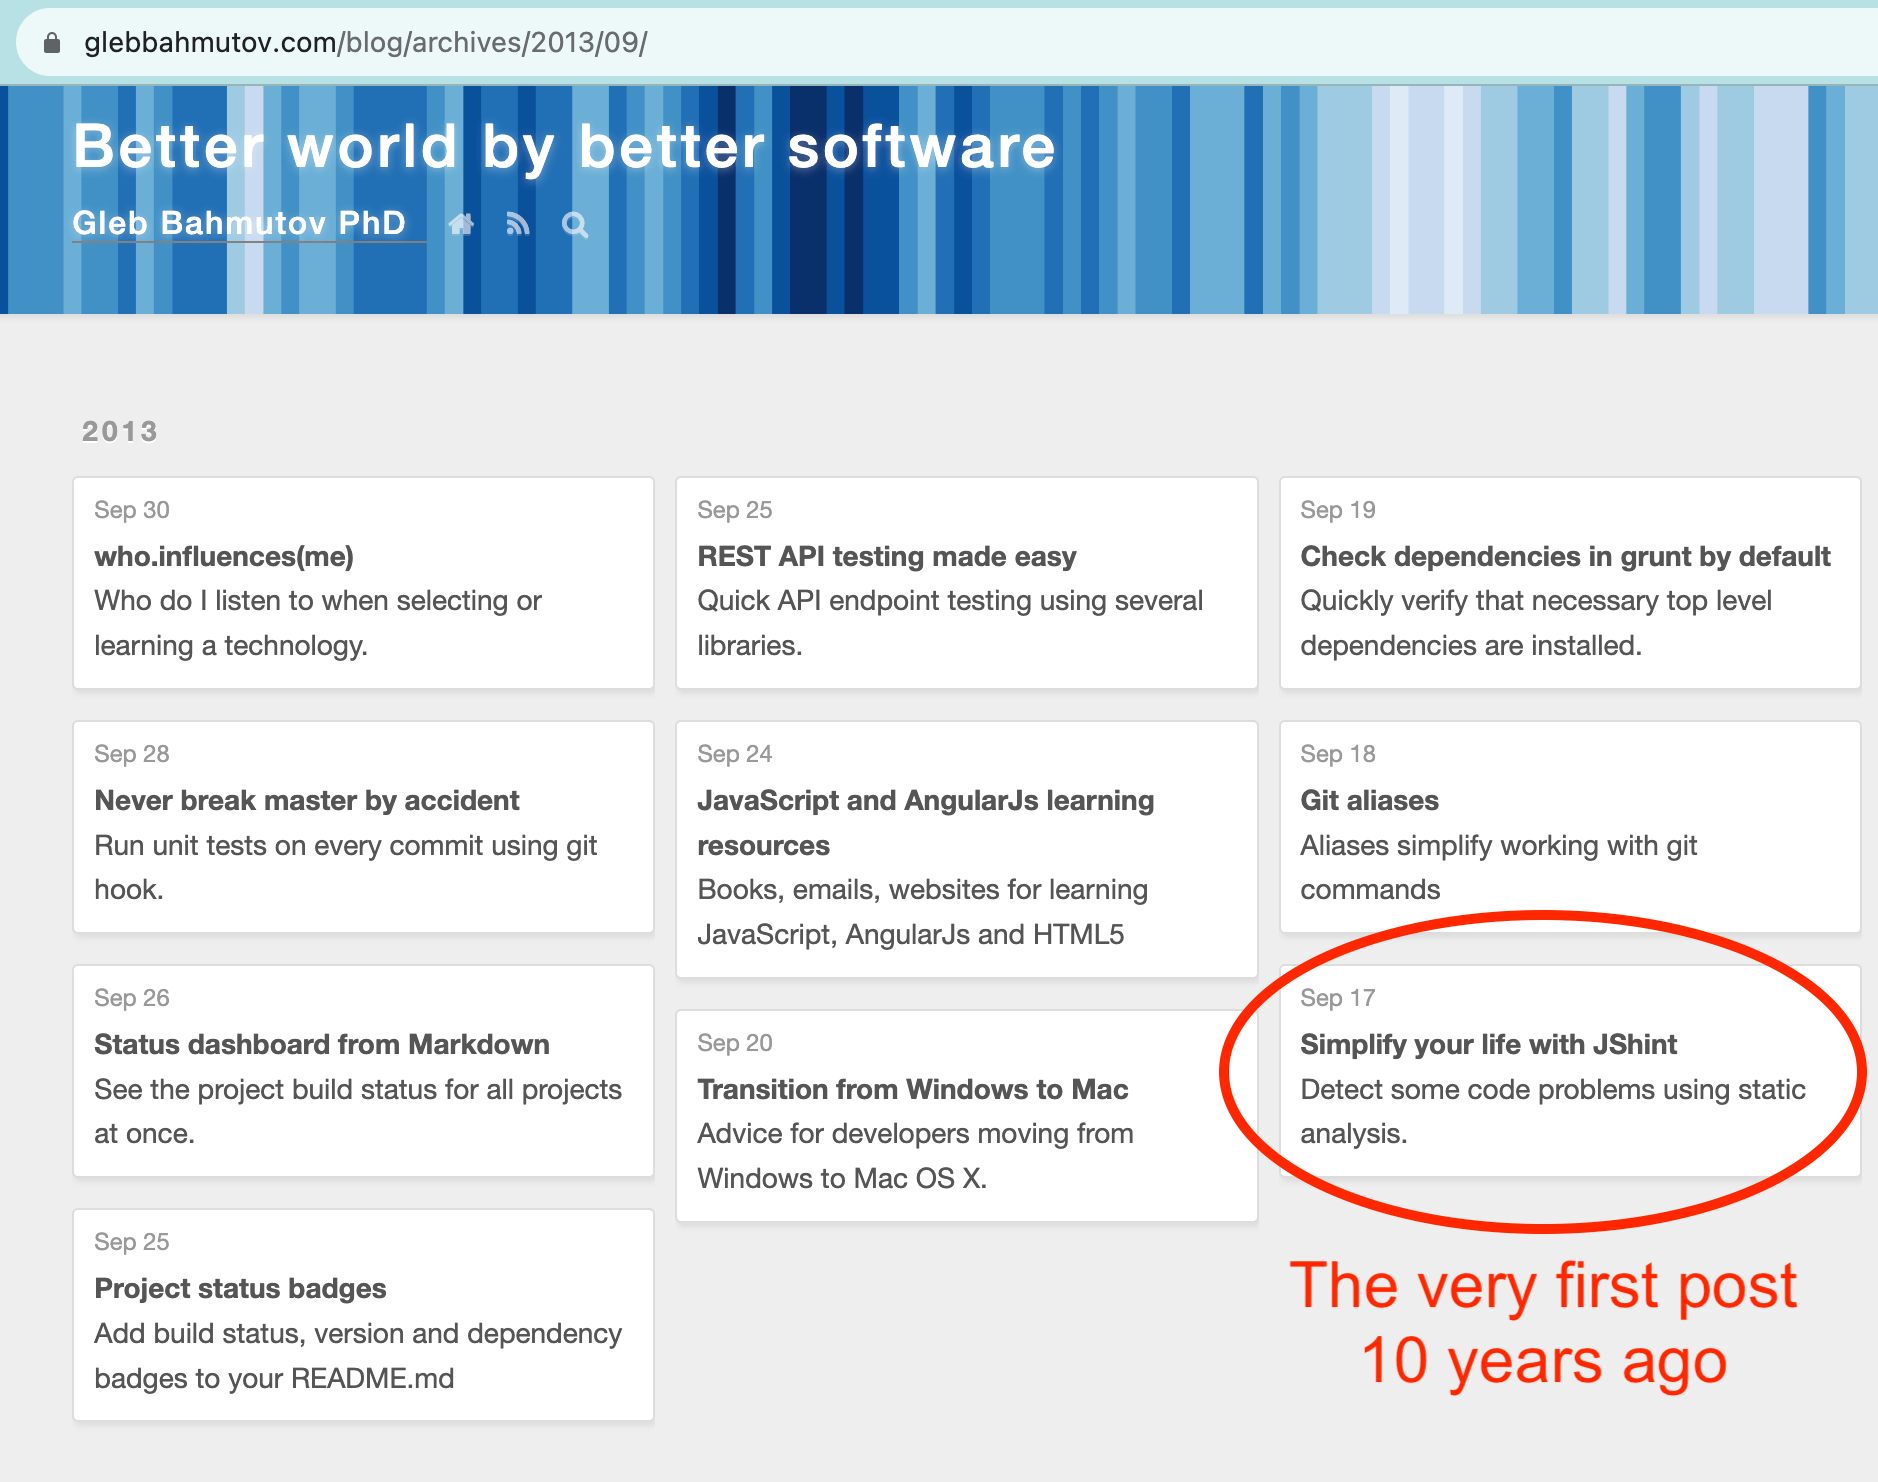 glebbahmutov.com/blog/archives/2013/09/
Better world by better software
Gleb Bahmutov PhD
2013
Sep 30
who.influences(me)
Who do I listen to when selecting or
learning a technology.
Sep 28
Never break master by accident
Run unit tests on every commit using git
hook.
Sep 26
Status dashboard from Markdown
See the project build status for all projects
at once.
Sep 25
Project status badges
Add build status, version and dependency
badges to your README.md
Sep 25
REST API testing made easy
Quick API endpoint testing using several
libraries.
Sep 24
JavaScript and AngularJs learning
resources
Books, emails, websites for learning
JavaScript, AngularJs and HTML5
Sep 20
Transition from Windows to Mac
Advice for developers moving from
Windows to Mac OS X.
Sep 19
Check dependencies in grunt by default
Quickly verify that necessary top level
dependencies are installed.
Sep 18
Git aliases
Aliases simplify working with git
commands
Sep 17
Simplify your life with JShint
Detect some code problems using static
analysis.
The very first post
10 years ago